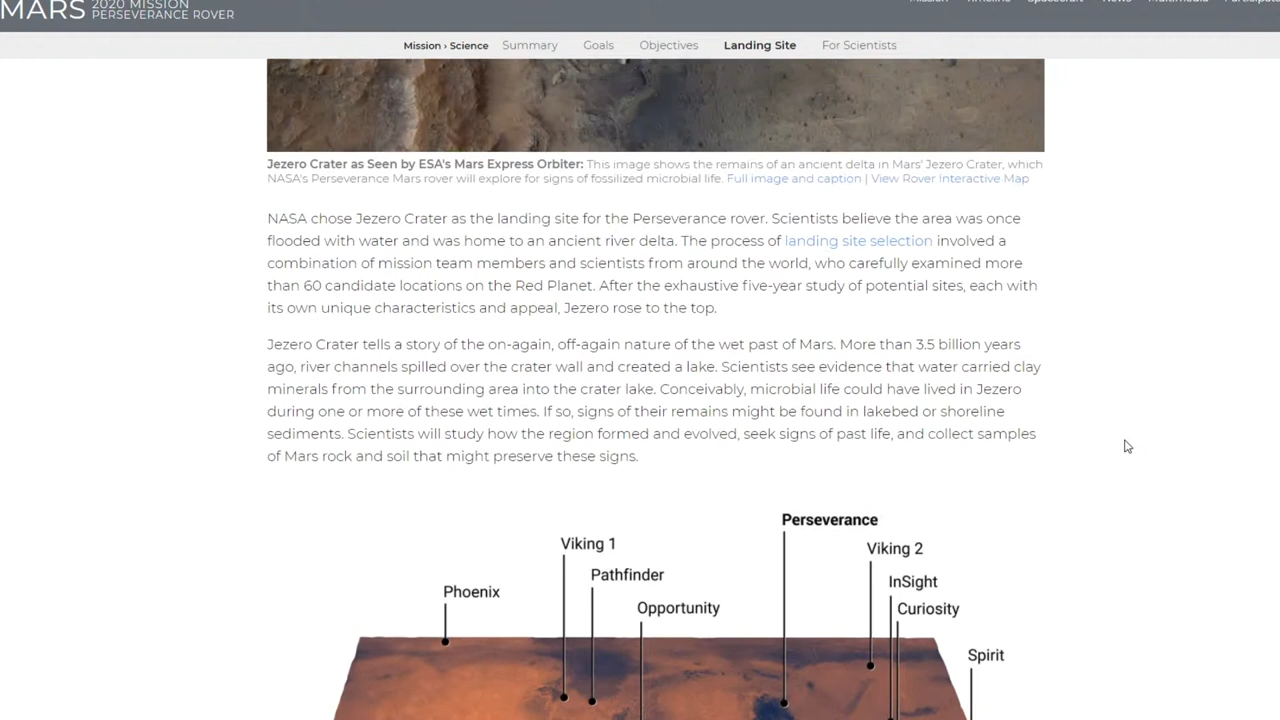 MARS 2020 MISSION
PERSEVERANCE ROVER
Mission Timeline Spacecraft News Multimedia Participate
Mission › Science Summary Goals Objectives Landing Site For Scientists
Jezero Crater as Seen by ESA's Mars Express Orbiter: This image shows the remains of an ancient delta in Mars' Jezero Crater, which
NASA's Perseverance Mars rover will explore for signs of fossilized microbial life. Full image and caption | View Rover Interactive Map
NASA chose Jezero Crater as the landing site for the Perseverance rover. Scientists believe the area was once
flooded with water and was home to an ancient river delta. The process of landing site selection involved a
combination of mission team members and scientists from around the world, who carefully examined more
than 60 candidate locations on the Red Planet. After the exhaustive five-year study of potential sites, each with
its own unique characteristics and appeal, Jezero rose to the top.
Jezero Crater tells a story of the on-again, off-again nature of the wet past of Mars. More than 3.5 billion years
ago, river channels spilled over the crater wall and created a lake. Scientists see evidence that water carried clay
minerals from the surrounding area into the crater lake. Conceivably, microbial life could have lived in Jezero
during one or more of these wet times. If so, signs of their remains might be found in lakebed or shoreline
sediments. Scientists will study how the region formed and evolved, seek signs of past life, and collect samples
of Mars rock and soil that might preserve these signs.
Perseverance
Viking 1
Viking 2
Pathfinder
InSight
Phoenix
Opportunity
Curiosity
Spirit